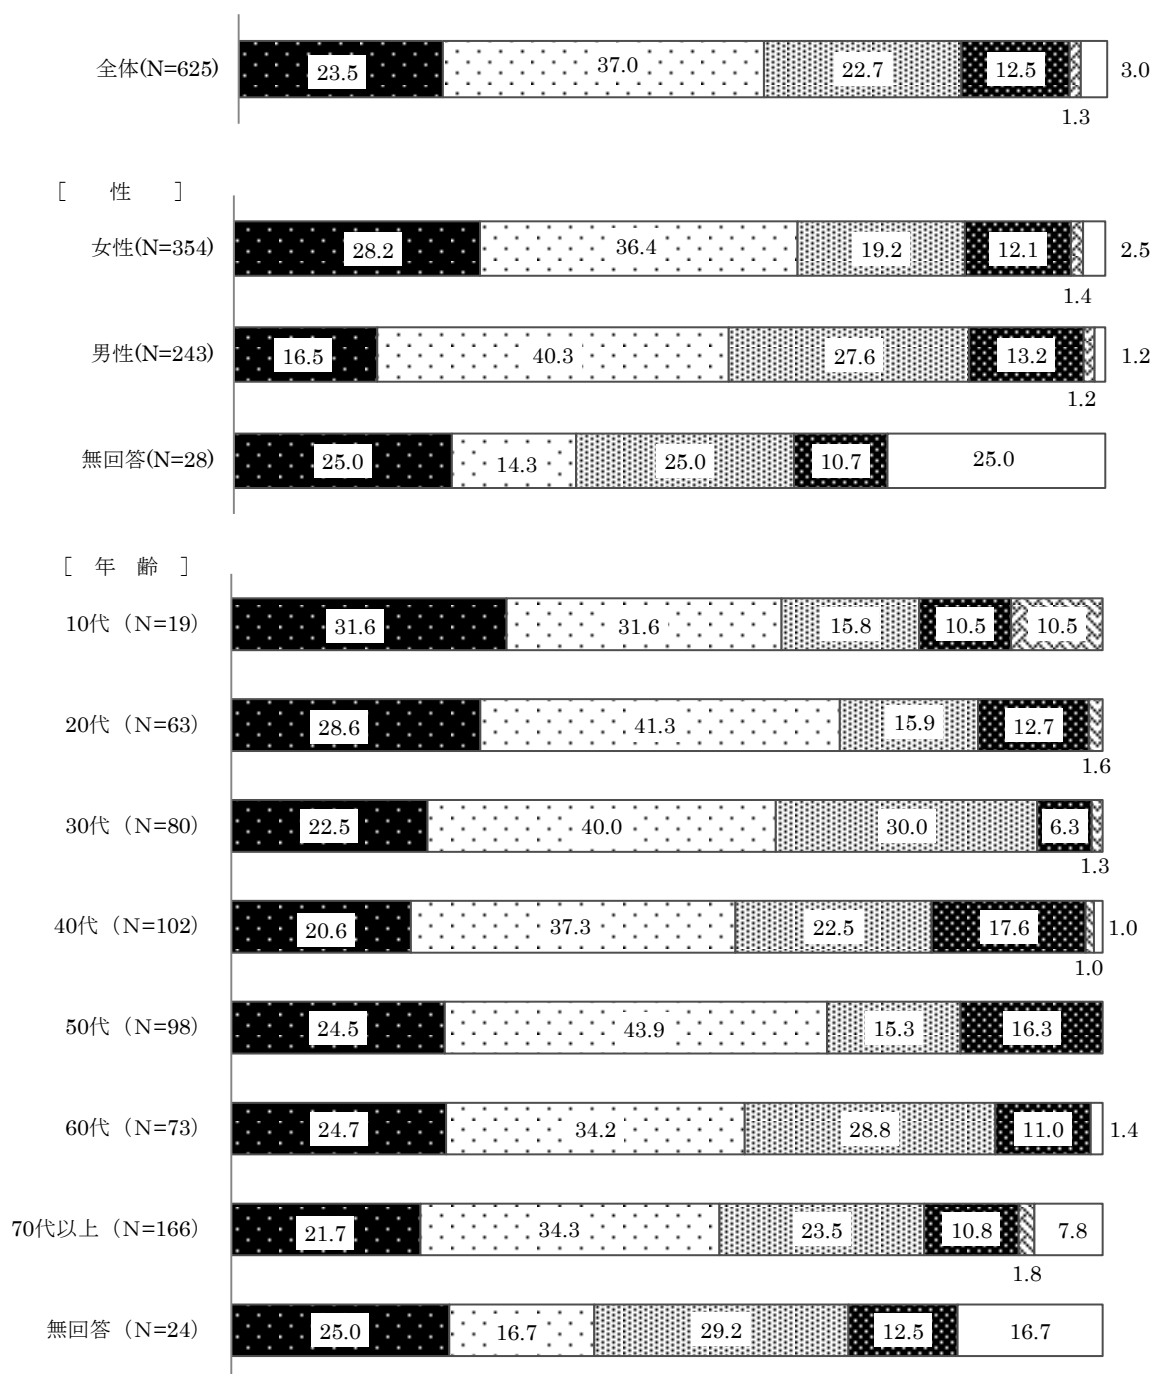 全体(N=625) 23.5 37.0 22.7 12.5 3.0
1.3
［　性　］
女性(N=354) 28.2 36.4 19.2 12.1 2.5
1.4
男性(N=243) 16.5 40.3 27.6 13.2 1.2
1.2
無回答(N=28) 25.0 14.3 25.0 10.7 25.0
［ 年 齢 ］
10代（N=19） 31.6 31.6 15.8 10.5 10.5
20代（N=63） 28.6 41.3 15.9 12.7
1.6
30代（N=80） 22.5 40.0 30.0 6.3
1.3
40代（N=102） 20.6 37.3 22.5 17.6 1.0
1.0
50代（N=98） 24.5 43.9 15.3 16.3
60代（N=73） 24.7 34.2 28.8 11.0 1.4
70代以上（N=166） 21.7 34.3 23.5 10.8 7.8
1.8
無回答（N=24） 25.0 16.7 29.2 12.5 16.7